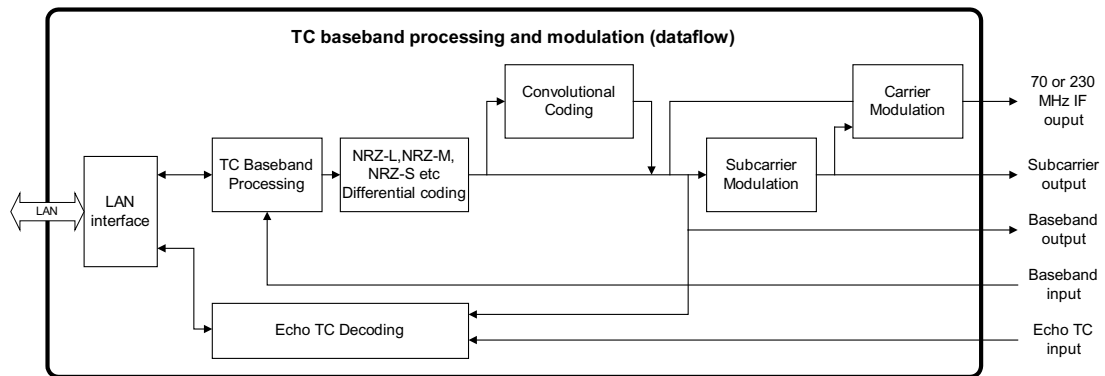 TC baseband processing and modulation (dataflow)
Convolutional
Coding
Carrier
Modulation
70 or 230
MHz IF
ouput
TC Baseband
Processing
NRZ-L,NRZ-M,
NRZ-S etc
Differential coding
Subcarrier
Modulation
Subcarrier
output
LAN
LAN
interface
Baseband
output
Baseband
input
Echo TC Decoding
Echo TC
input